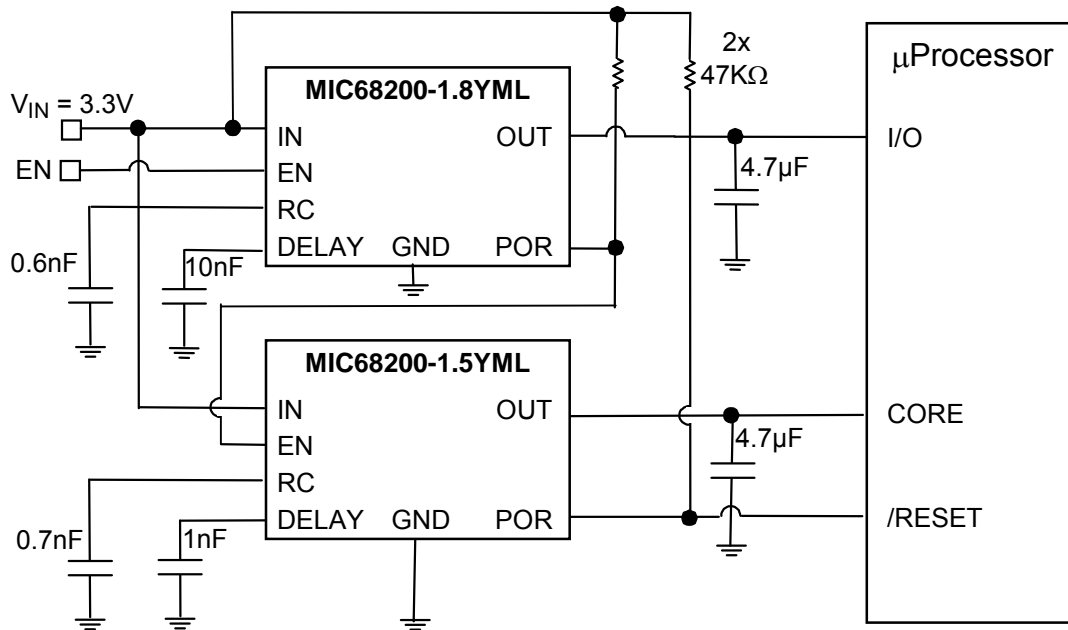 2x
47KΩ
µProcessor
MIC68200-1.8YML
V_IN = 3.3V
IN
OUT
I/O
EN
EN
4.7µF
RC
DELAY
GND
POR
0.6nF
10nF
MIC68200-1.5YML
IN
OUT
CORE
EN
4.7µF
RC
DELAY
GND
POR
/RESET
0.7nF
1nF